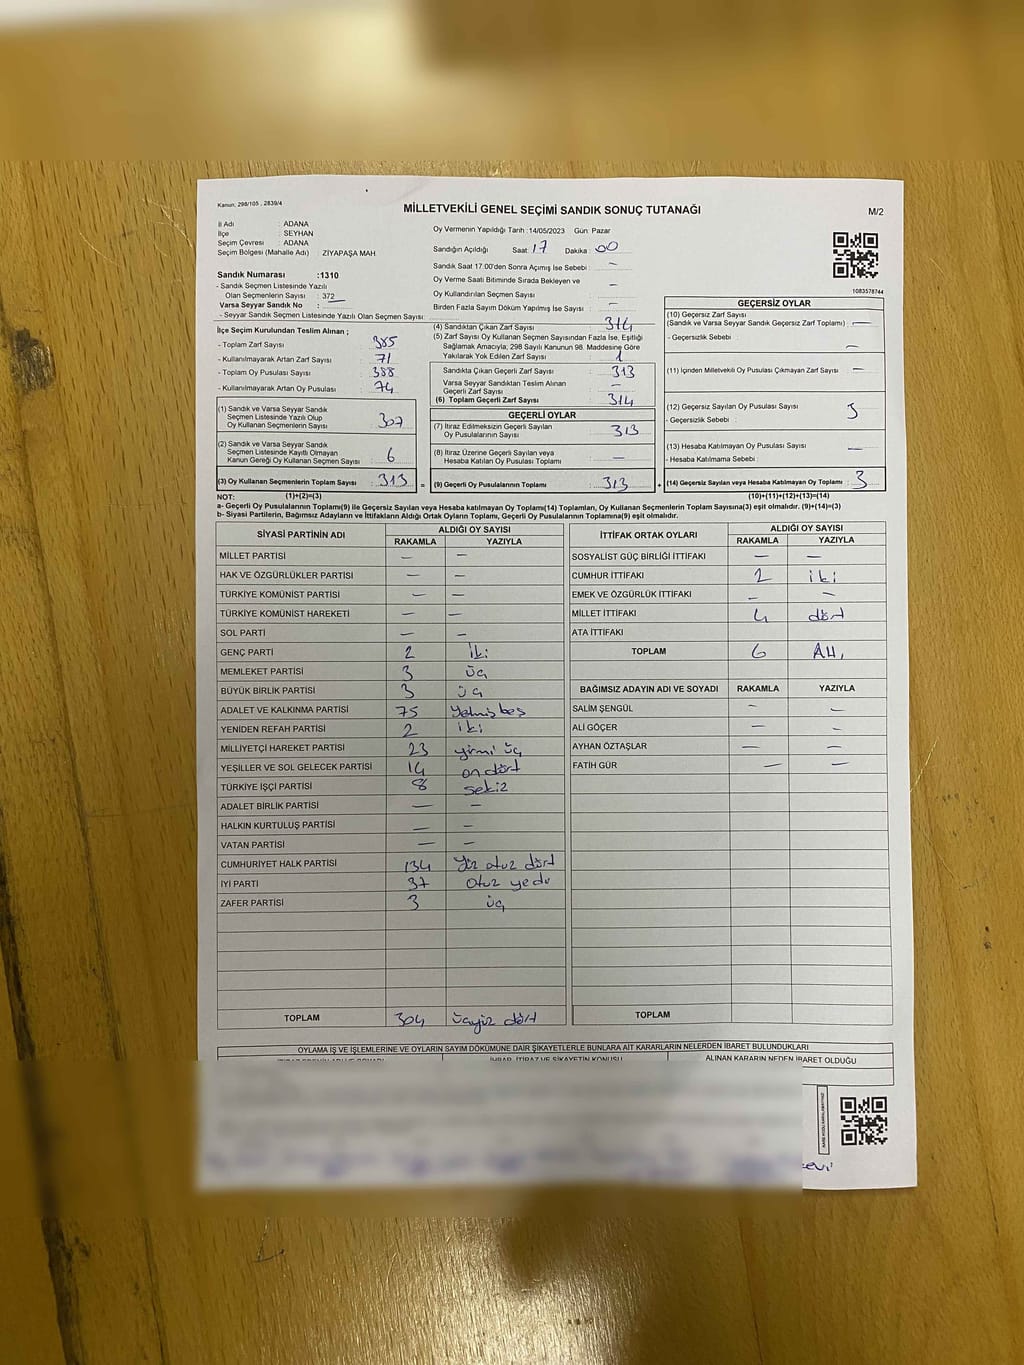 Kanun; 298/105 , 2839/4
MİLLETVEKİLİ GENEL SEÇİMİ SANDIK SONUÇ TUTANAĞI
M/2
İl Adı : ADANA
İlçe : SEYHAN
Seçim Çevresi : ADANA
Seçim Bölgesi (Mahalle Adı) : ZİYAPAŞA MAH
Oy Vermenin Yapıldığı Tarih :14/05/2023 Gün Pazar
Sandığın Açıldığı Saat : 17 Dakika : 00
Sandık Saat 17:00'den Sonra Açımış İse Sebebi : —
Oy Verme Saati Bitiminde Sırada Bekleyen ve
Oy Kullandırılan Seçmen Sayısı : —
Birden Fazla Sayım Döküm Yapılmış İse Sayısı : —
1083578744
Sandık Numarası :1310
- Sandık Seçmen Listesinde Yazılı
Olan Seçmenlerin Sayısı : 372
Varsa Seyyar Sandık No :
- Seyyar Sandık Seçmen Listesinde Yazılı Olan Seçmen Sayısı:
İlçe Seçim Kurulundan Teslim Alınan ;
- Toplam Zarf Sayısı : 385
- Kullanılmayarak Artan Zarf Sayısı : 71
- Toplam Oy Pusulası Sayısı : 388
- Kullanılmayarak Artan Oy Pusulası : 74
(1) Sandık ve Varsa Seyyar Sandık
Seçmen Listesinde Yazılı Olup
Oy Kullanan Seçmenlerin Sayısı : 307
(2) Sandık ve Varsa Seyyar Sandık
Seçmen Listesinde Kayıtlı Olmayan
Kanun Gereği Oy Kullanan Seçmen Sayısı : 6
(3) Oy Kullanan Seçmenlerin Toplam Sayısı : 313 =
(4) Sandıktan Çıkan Zarf Sayısı : 314
(5) Zarf Sayısı Oy Kullanan Seçmen Sayısından Fazla İse, Eşitliği
Sağlamak Amacıyla, 298 Sayılı Kanunun 98. Maddesine Göre
Yakılarak Yok Edilen Zarf Sayısı : 1
Sandıkta Çıkan Geçerli Zarf Sayısı : 313
Varsa Seyyar Sandıktan Teslim Alınan
Geçerli Zarf Sayısı : —
(6) Toplam Geçerli Zarf Sayısı : 314
GEÇERLİ OYLAR
(7) İtiraz Edilmeksizin Geçerli Sayılan
Oy Pusulalarının Sayısı : 313
(8) İtiraz Üzerine Geçerli Sayılan veya
Hesaba Katılan Oy Pusulası Toplamı : —
(9) Geçerli Oy Pusulalarının Toplamı : 313 +
GEÇERSİZ OYLAR
(10) Geçersiz Zarf Sayısı
(Sandık ve Varsa Seyyar Sandık Geçersiz Zarf Toplamı) : —
- Geçersizlik Sebebi : —
(11) İçinden Milletvekili Oy Pusulası Çıkmayan Zarf Sayısı : —
(12) Geçersiz Sayılan Oy Pusulası Sayısı : 3
- Geçersizlik Sebebi :
(13) Hesaba Katılmayan Oy Pusulası Sayısı : —
- Hesaba Katılmama Sebebi :
(14) Geçersiz Sayılan veya Hesaba Katılmayan Oy Toplamı : 3
NOT: (1)+(2)=(3) (10)+(11)+(12)+(13)=(14)
a- Geçerli Oy Pusulalarının Toplamı(9) ile Geçersiz Sayılan veya Hesaba katılmayan Oy Toplamı(14) Toplamları, Oy Kullanan Seçmenlerin Toplam Sayısına(3) eşit olmalıdır. (9)+(14)=(3)
b- Siyasi Partilerin, Bağımsız Adayların ve İttifakların Aldığı Ortak Oyların Toplamı, Geçerli Oy Pusulalarının Toplamına(9) eşit olmalıdır.
SİYASİ PARTİNİN ADI ALDIĞI OY SAYISI
RAKAMLA YAZIYLA
MİLLET PARTİSİ — —
HAK VE ÖZGÜRLÜKLER PARTİSİ — —
TÜRKİYE KOMÜNİST PARTİSİ — —
TÜRKİYE KOMÜNİST HAREKETİ — —
SOL PARTİ — —
GENÇ PARTİ 2 iki
MEMLEKET PARTİSİ 3 üç
BÜYÜK BİRLİK PARTİSİ 3 üç
ADALET VE KALKINMA PARTİSİ 75 Yetmiş beş
YENİDEN REFAH PARTİSİ 2 iki
MİLLİYETÇİ HAREKET PARTİSİ 23 yirmi üç
YEŞİLLER VE SOL GELECEK PARTİSİ 14 on dört
TÜRKİYE İŞÇİ PARTİSİ 8 sekiz
ADALET BİRLİK PARTİSİ — —
HALKIN KURTULUŞ PARTİSİ — —
VATAN PARTİSİ — —
CUMHURİYET HALK PARTİSİ 134 Yüz otuz dört
İYİ PARTİ 37 Otuz yedi
ZAFER PARTİSİ 3 üç
TOPLAM 304 üçyüz dört
İTTİFAK ORTAK OYLARI ALDIĞI OY SAYISI
RAKAMLA YAZIYLA
SOSYALİST GÜÇ BİRLİĞİ İTTİFAKI — —
CUMHUR İTTİFAKI 2 iki
EMEK VE ÖZGÜRLÜK İTTİFAKI — —
MİLLET İTTİFAKI 4 dört
ATA İTTİFAKI
TOPLAM 6 Altı
BAĞIMSIZ ADAYIN ADI VE SOYADI RAKAMLA YAZIYLA
SALİM ŞENGÜL — —
ALİ GÖÇER — —
AYHAN ÖZTAŞLAR — —
FATİH GÜR — —
TOPLAM
OYLAMA İŞ VE İŞLEMLERİNE VE OYLARIN SAYIM DÖKÜMÜNE DAİR ŞİKAYETLERLE BUNLARA AİT KARARLARIN NELERDEN İBARET BULUNDUKLARI
İHBAR, İTİRAZ VE ŞİKAYETİN KONUSU ALINAN KARARIN NEDEN İBARET OLDUĞU